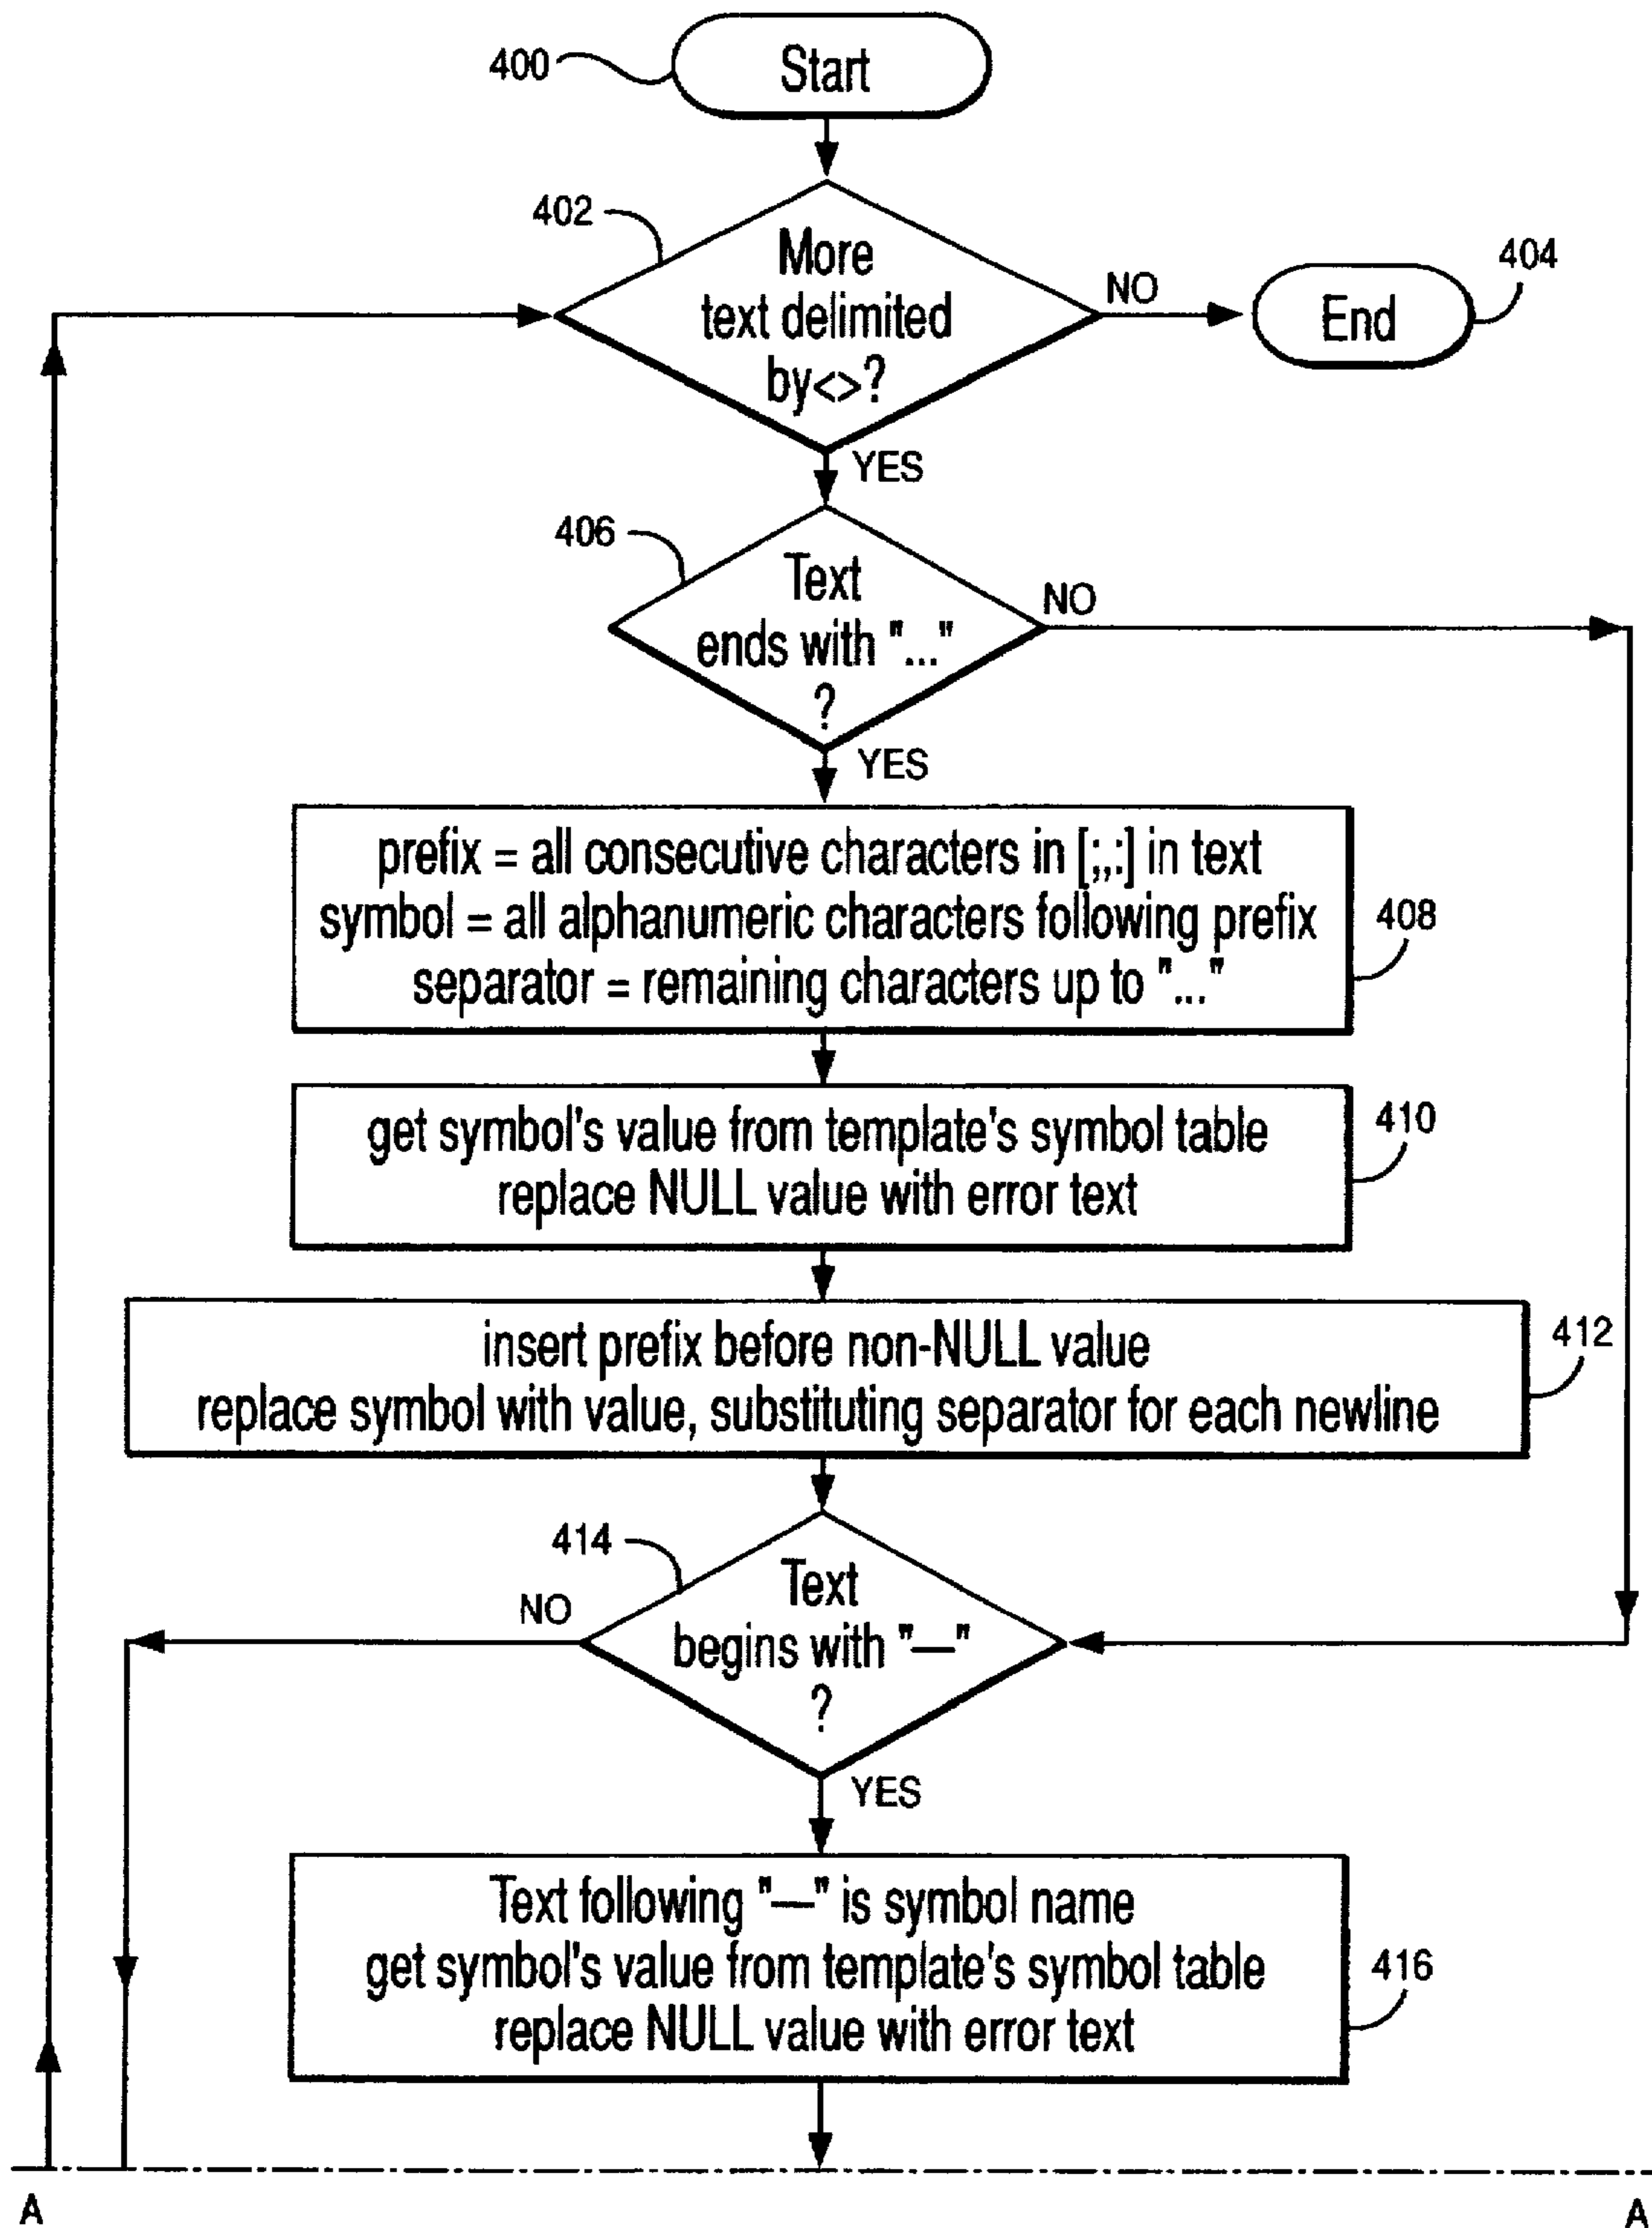 400
Start
402
More
text delimited
by<>?
NO
End
404
YES
406
Text
ends with "..."
?
NO
YES
prefix = all consecutive characters in [;,:] in text
symbol = all alphanumeric characters following prefix
separator = remaining characters up to "..."
408
get symbol's value from template's symbol table
replace NULL value with error text
410
insert prefix before non-NULL value
replace symbol with value, substituting separator for each newline
412
414
Text
begins with "—"
?
NO
YES
Text following "—" is symbol name
get symbol's value from template's symbol table
replace NULL value with error text
416
A
A